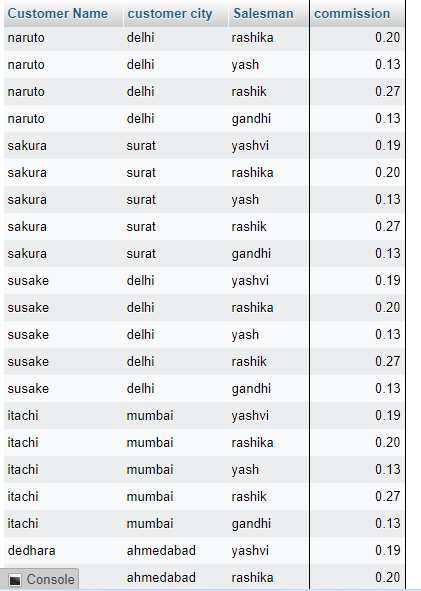 Customer Name customer city Salesman commission
naruto delhi rashika 0.20
naruto delhi yash 0.13
naruto delhi rashik 0.27
naruto delhi gandhi 0.13
sakura surat yashvi 0.19
sakura surat rashika 0.20
sakura surat yash 0.13
sakura surat rashik 0.27
sakura surat gandhi 0.13
susake delhi yashvi 0.19
susake delhi rashika 0.20
susake delhi yash 0.13
susake delhi rashik 0.27
susake delhi gandhi 0.13
itachi mumbai yashvi 0.19
itachi mumbai rashika 0.20
itachi mumbai yash 0.13
itachi mumbai rashik 0.27
itachi mumbai gandhi 0.13
dedhara ahmedabad yashvi 0.19
Console ahmedabad rashika 0.20